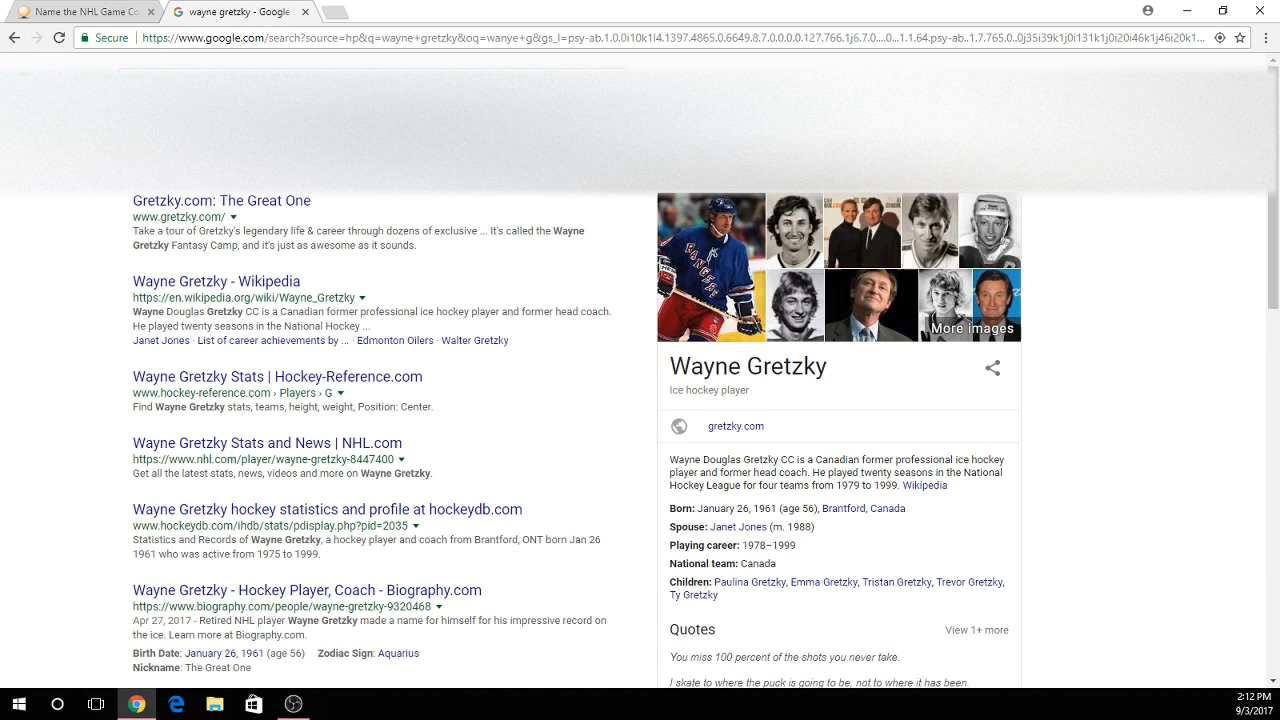 Name the NHL Game Co
wayne gretzky - Google
Secure
https://www.google.com/search?source=hp&q=wayne+gretzky&oq=wanye+g&gs_l=psy-ab.1.0.0i10k1l4.1397.4865.0.6649.8.7.0.0.0.0.127.766.1j6.7.0....0...1.1.64.psy-ab..1.7.765.0..0j35i39k1j0i131k1j0i20i46k1j46i20k1...
Gretzky.com: The Great One
www.gretzky.com/
Take a tour of Gretzky's legendary life & career through dozens of exclusive ... It's called the Wayne
Gretzky Fantasy Camp, and it's just as awesome as it sounds.
Wayne Gretzky - Wikipedia
https://en.wikipedia.org/wiki/Wayne_Gretzky
Wayne Douglas Gretzky CC is a Canadian former professional ice hockey player and former head coach.
He played twenty seasons in the National Hockey ...
Janet Jones · List of career achievements by ... · Edmonton Oilers · Walter Gretzky
Wayne Gretzky Stats | Hockey-Reference.com
www.hockey-reference.com › Players › G
Find Wayne Gretzky stats, teams, height, weight, Position: Center.
Wayne Gretzky Stats and News | NHL.com
https://www.nhl.com/player/wayne-gretzky-8447400
Get all the latest stats, news, videos and more on Wayne Gretzky.
Wayne Gretzky hockey statistics and profile at hockeydb.com
www.hockeydb.com/ihdb/stats/pdisplay.php?pid=2035
Statistics and Records of Wayne Gretzky, a hockey player and coach from Brantford, ONT born Jan 26
1961 who was active from 1975 to 1999.
Wayne Gretzky - Hockey Player, Coach - Biography.com
https://www.biography.com/people/wayne-gretzky-9320468
Apr 27, 2017 - Retired NHL player Wayne Gretzky made a name for himself for his impressive record on
the ice. Learn more at Biography.com.
Birth Date: January 26, 1961 (age 56) Zodiac Sign: Aquarius
Nickname: The Great One
RANGERS
More images
Wayne Gretzky
Ice hockey player
gretzky.com
Wayne Douglas Gretzky CC is a Canadian former professional ice hockey
player and former head coach. He played twenty seasons in the National
Hockey League for four teams from 1979 to 1999. Wikipedia
Born: January 26, 1961 (age 56), Brantford, Canada
Spouse: Janet Jones (m. 1988)
Playing career: 1978–1999
National team: Canada
Children: Paulina Gretzky, Emma Gretzky, Tristan Gretzky, Trevor Gretzky,
Ty Gretzky
Quotes
View 1+ more
You miss 100 percent of the shots you never take.
I skate to where the puck is going to be, not to where it has been.
2:12 PM
9/3/2017